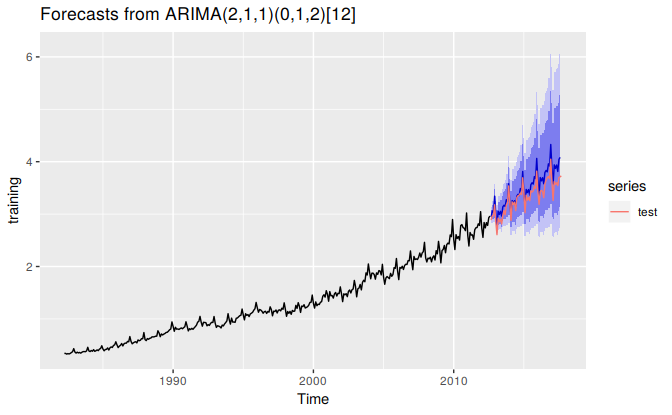 Forecasts from ARIMA(2,1,1)(0,1,2)[12]
6
4
2
training
1990
2000
2010
Time
series
test